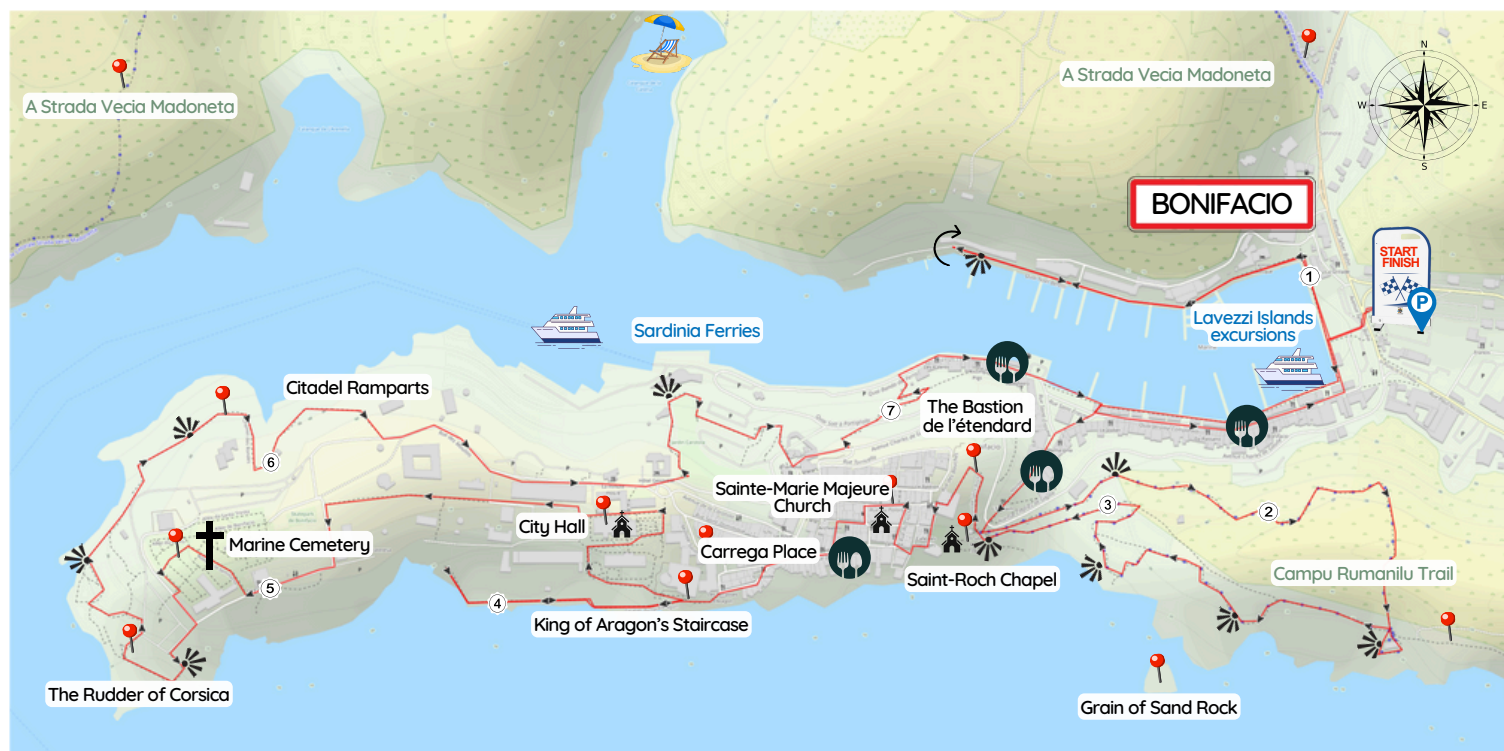 A Strada Vecia Madoneta
A Strada Vecia Madoneta
N
W
E
S
BONIFACIO
START
FINISH
P
1
Lavezzi Islands
excursions
Sardinia Ferries
Citadel Ramparts
7
The Bastion
de l'étendard
6
Sainte-Marie Majeure
Church
3
2
City Hall
Marine Cemetery
Carrega Place
Saint-Roch Chapel
Campu Rumanilu Trail
5
4
King of Aragon's Staircase
The Rudder of Corsica
Grain of Sand Rock